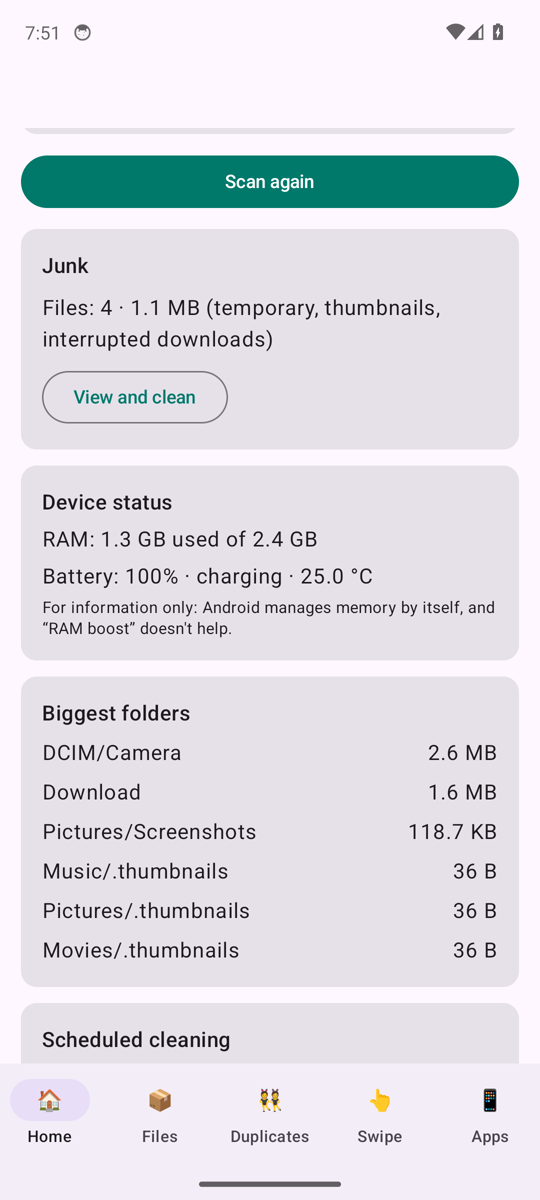 7:51
Scan again
Junk
Files: 4 · 1.1 MB (temporary, thumbnails,
interrupted downloads)
View and clean
Device status
RAM: 1.3 GB used of 2.4 GB
Battery: 100% · charging · 25.0 °C
For information only: Android manages memory by itself, and
“RAM boost” doesn't help.
Biggest folders
DCIM/Camera 2.6 MB
Download 1.6 MB
Pictures/Screenshots 118.7 KB
Music/.thumbnails 36 B
Pictures/.thumbnails 36 B
Movies/.thumbnails 36 B
Scheduled cleaning
Home Files Duplicates Swipe Apps